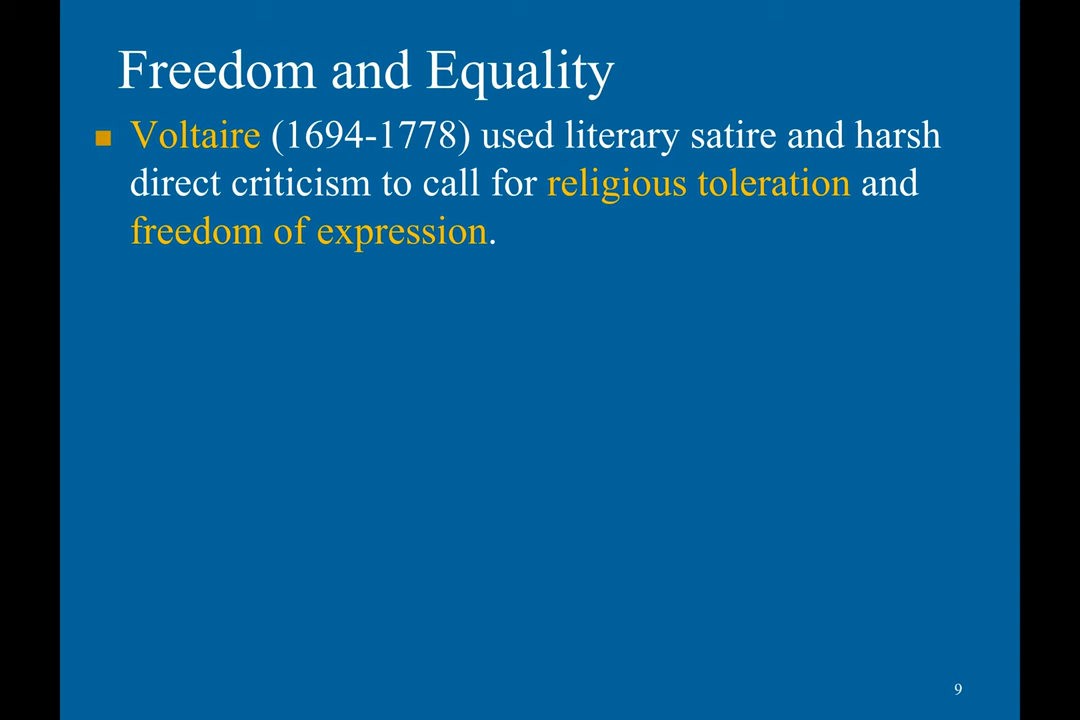 Freedom and Equality
Voltaire (1694-1778) used literary satire and harsh
direct criticism to call for religious toleration and
freedom of expression.
9